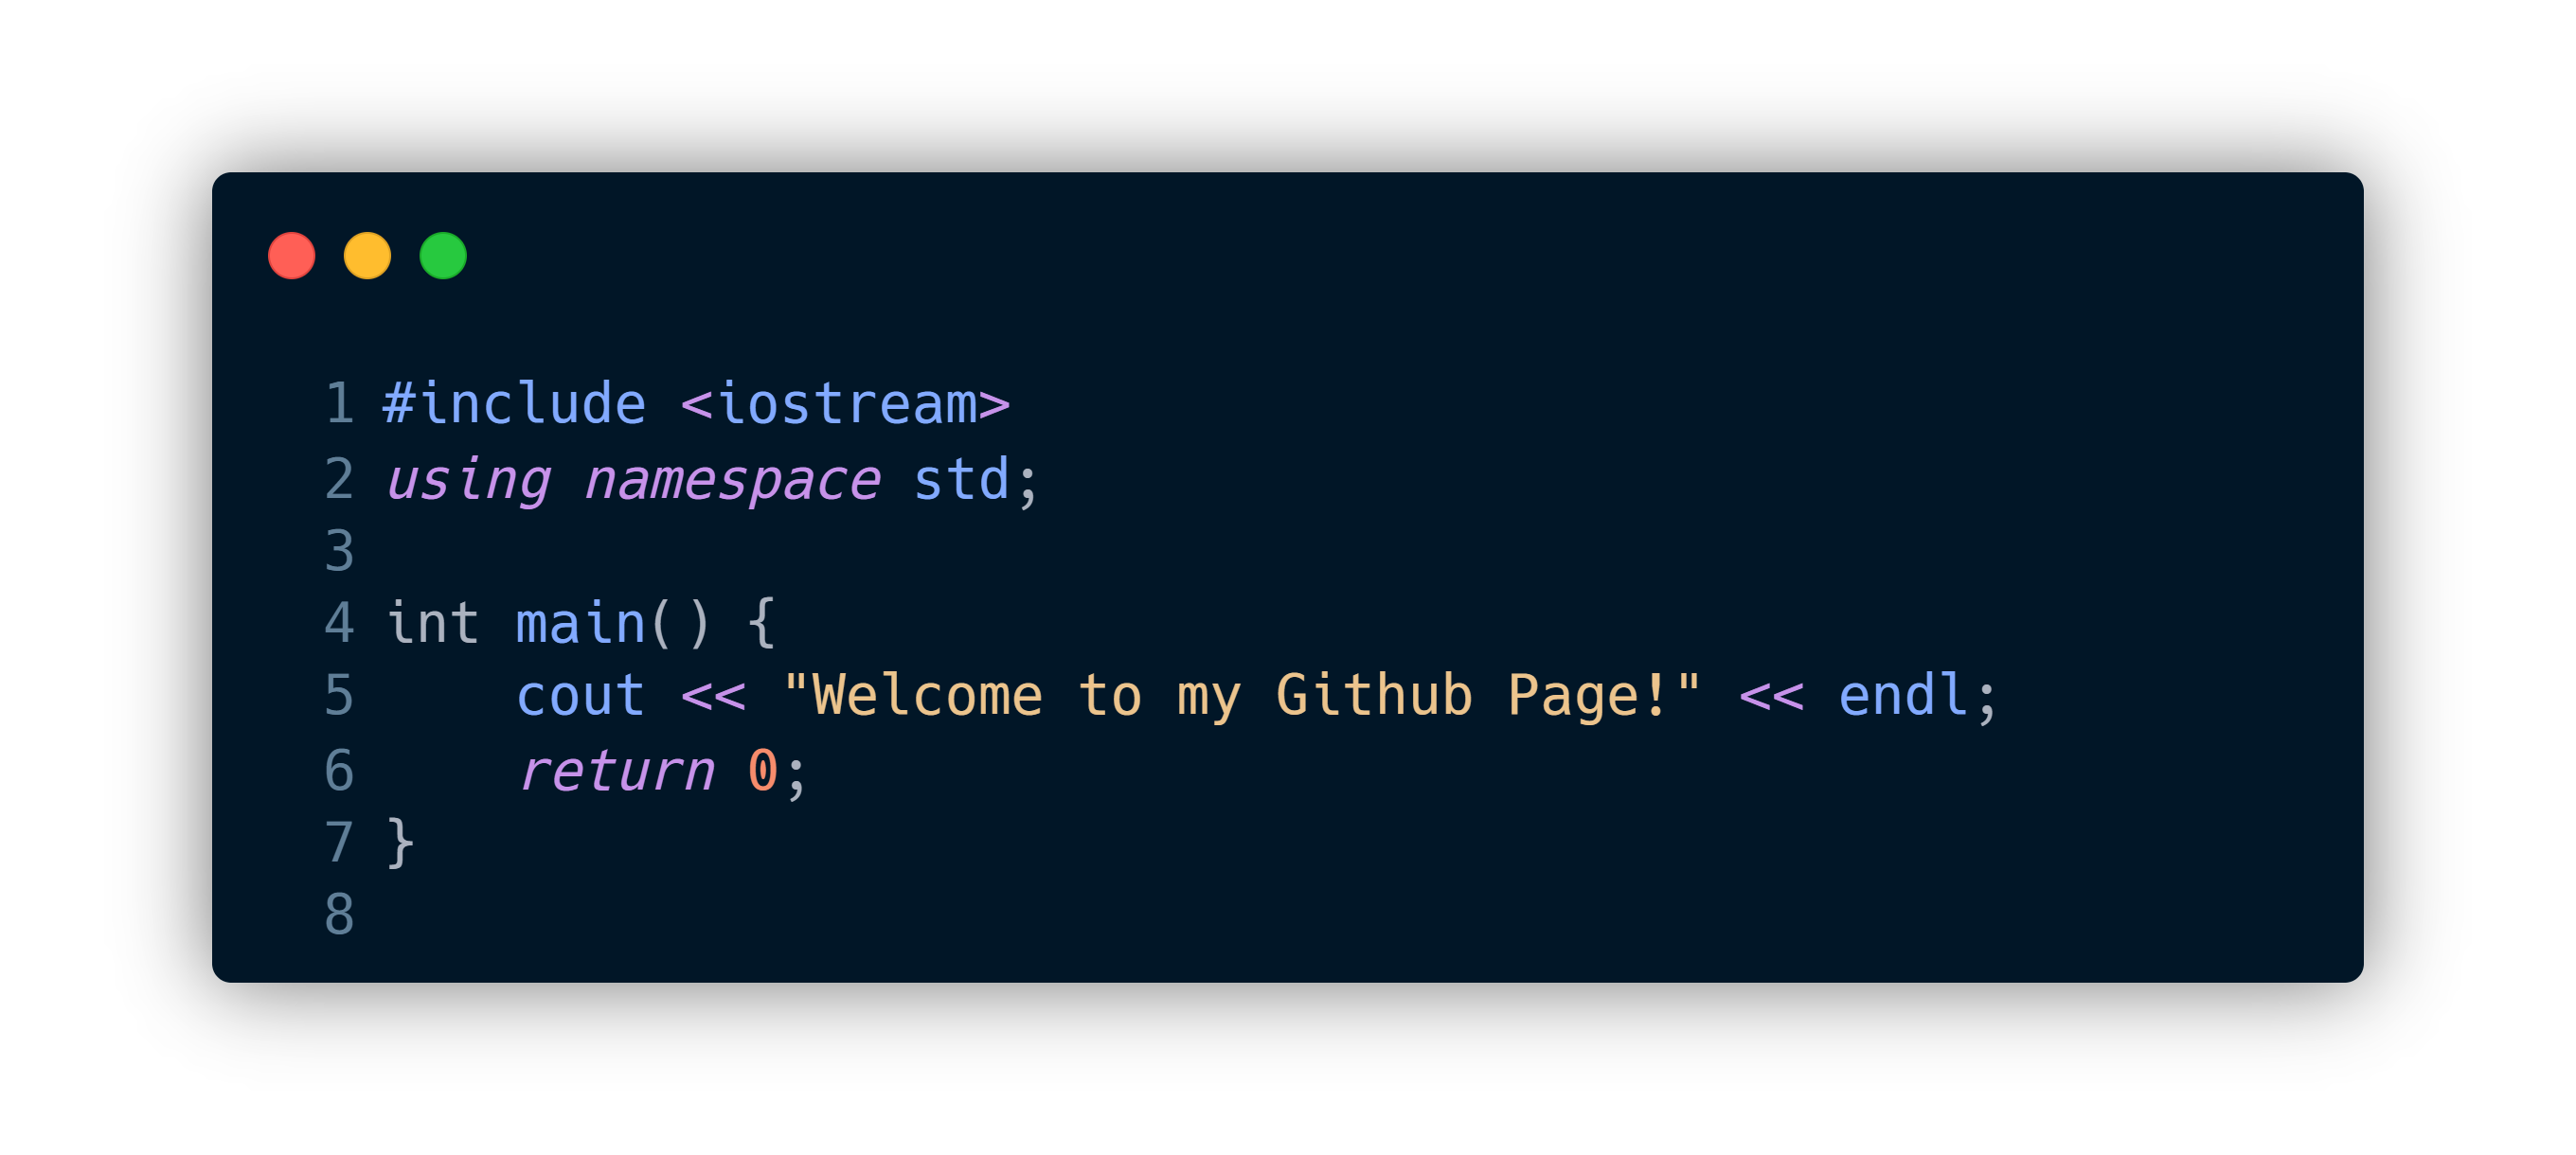 1 #include <iostream>
2 using namespace std;
3
4 int main() {
5     cout << "Welcome to my Github Page!" << endl;
6     return 0;
7 }
8